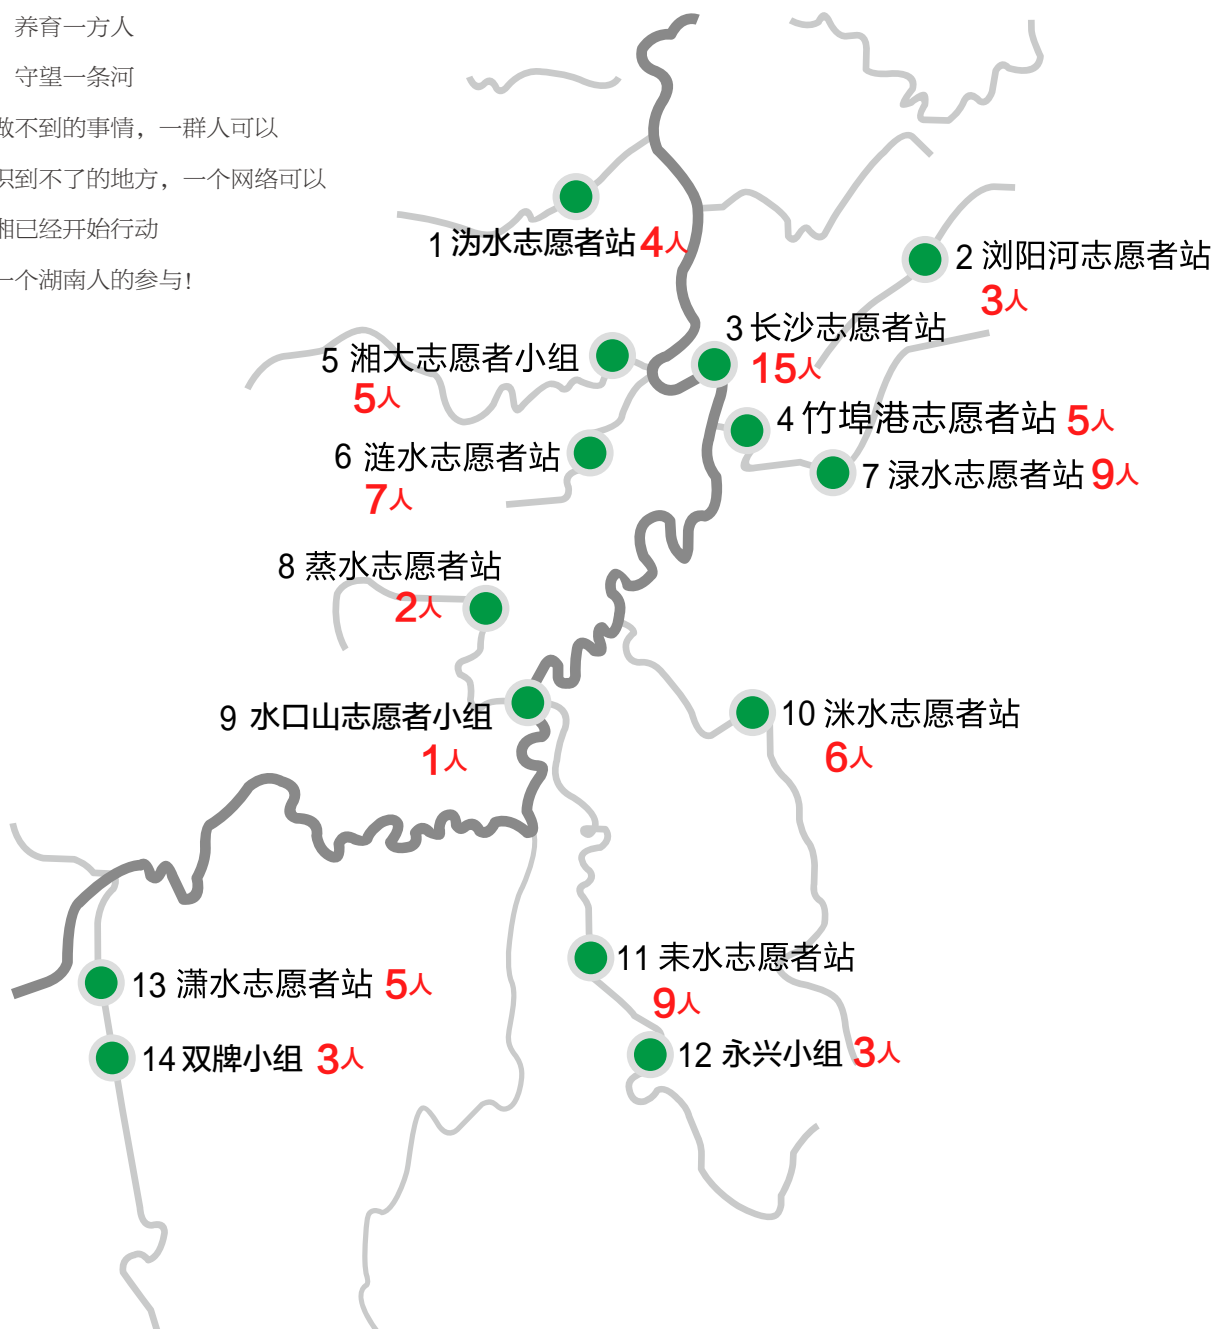 养育一方人
守望一条河
做不到的事情，一群人可以
织到不了的地方，一个网络可以
湘已经开始行动
一个湖南人的参与！
1 沩水志愿者站 4人
2 浏阳河志愿者站
3人
3 长沙志愿者站
15人
5 湘大志愿者小组
5人
4 竹埠港志愿者站 5人
6 涟水志愿者站
7人
7 渌水志愿者站 9人
8 蒸水志愿者站
2人
9 水口山志愿者小组
1人
10 洣水志愿者站
6人
11 耒水志愿者站
9人
13 潇水志愿者站 5人
14 双牌小组 3人
12 永兴小组 3人